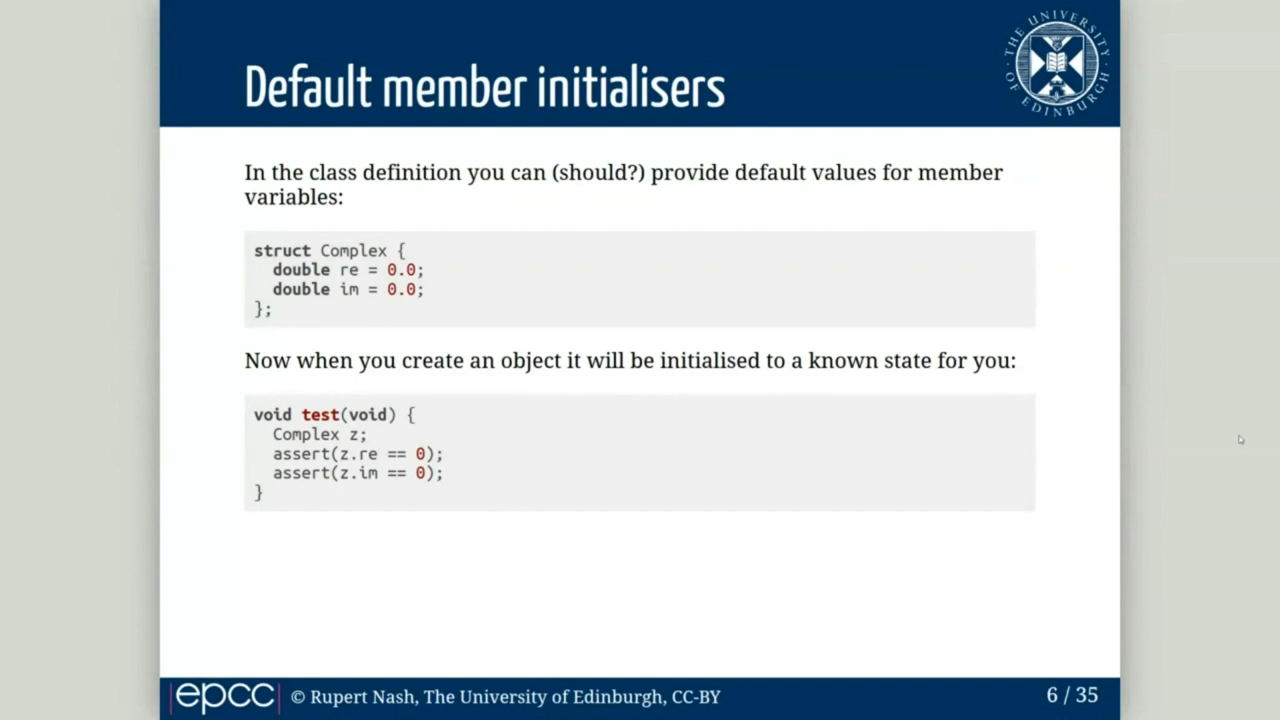 Default member initialisers
THE UNIVERSITY OF EDINBURGH
In the class definition you can (should?) provide default values for member
variables:
struct Complex {
  double re = 0.0;
  double im = 0.0;
};
Now when you create an object it will be initialised to a known state for you:
void test(void) {
  Complex z;
  assert(z.re == 0);
  assert(z.im == 0);
}
epcc © Rupert Nash, The University of Edinburgh, CC-BY 6 / 35